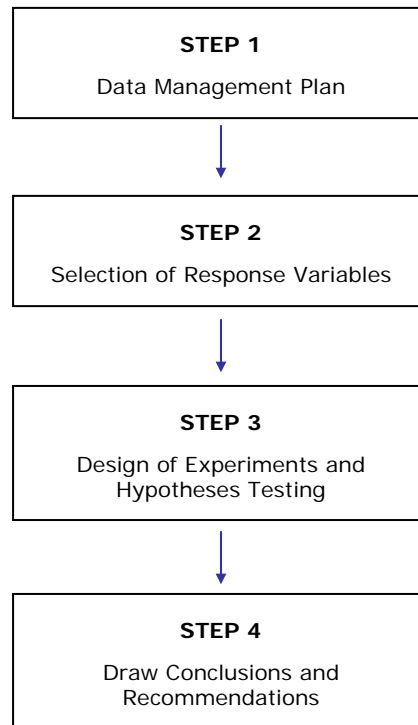 STEP 1
Data Management Plan
STEP 2
Selection of Response Variables
STEP 3
Design of Experiments and
Hypotheses Testing
STEP 4
Draw Conclusions and
Recommendations